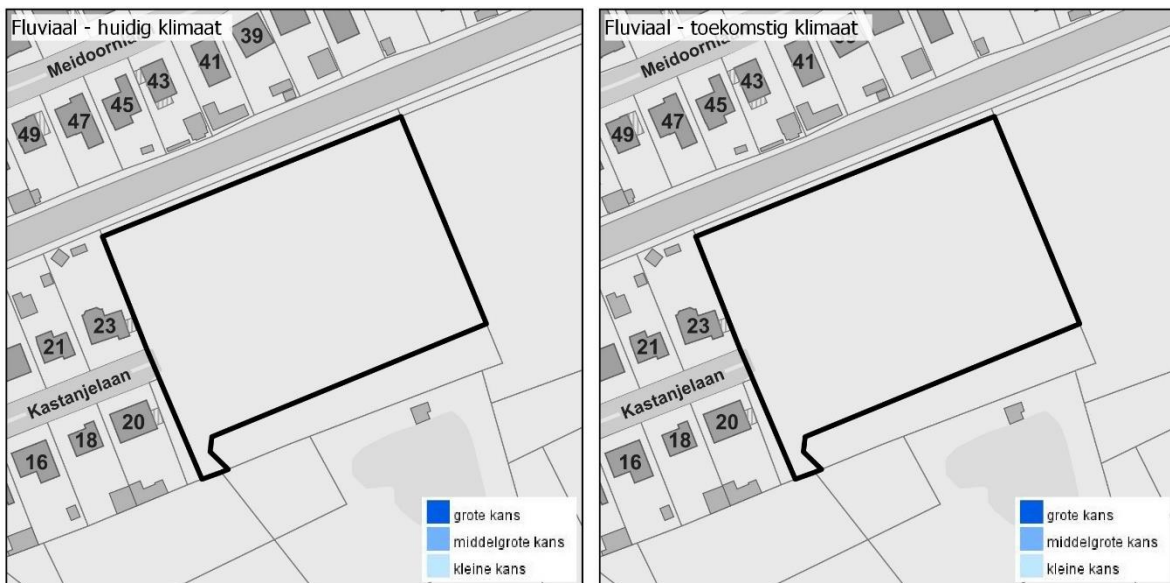 Fluviaal - huidig klimaat
39
Meidoornla
41
43
45
47
49
23
21
Kastanjelaan
20
18
16
grote kans
middelgrote kans
kleine kans
Fluviaal - toekomstig klimaat
Meidoornla
41
43
45
47
49
23
21
Kastanjelaan
20
18
16
grote kans
middelgrote kans
kleine kans